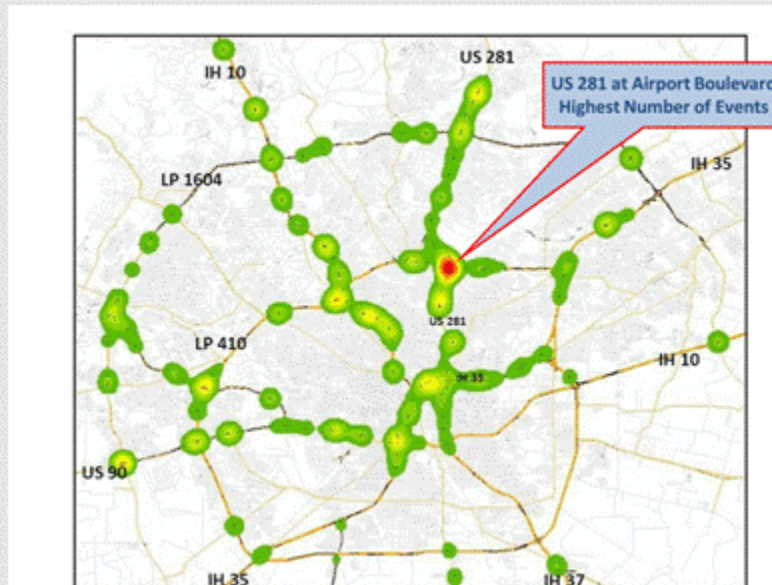 US 281
IH 10
US 281 at Airport Boulevard
Highest Number of Events
IH 35
LP 1604
US 281
LP 410
IH 10
IH 35
US 90
IH 35
IH 37